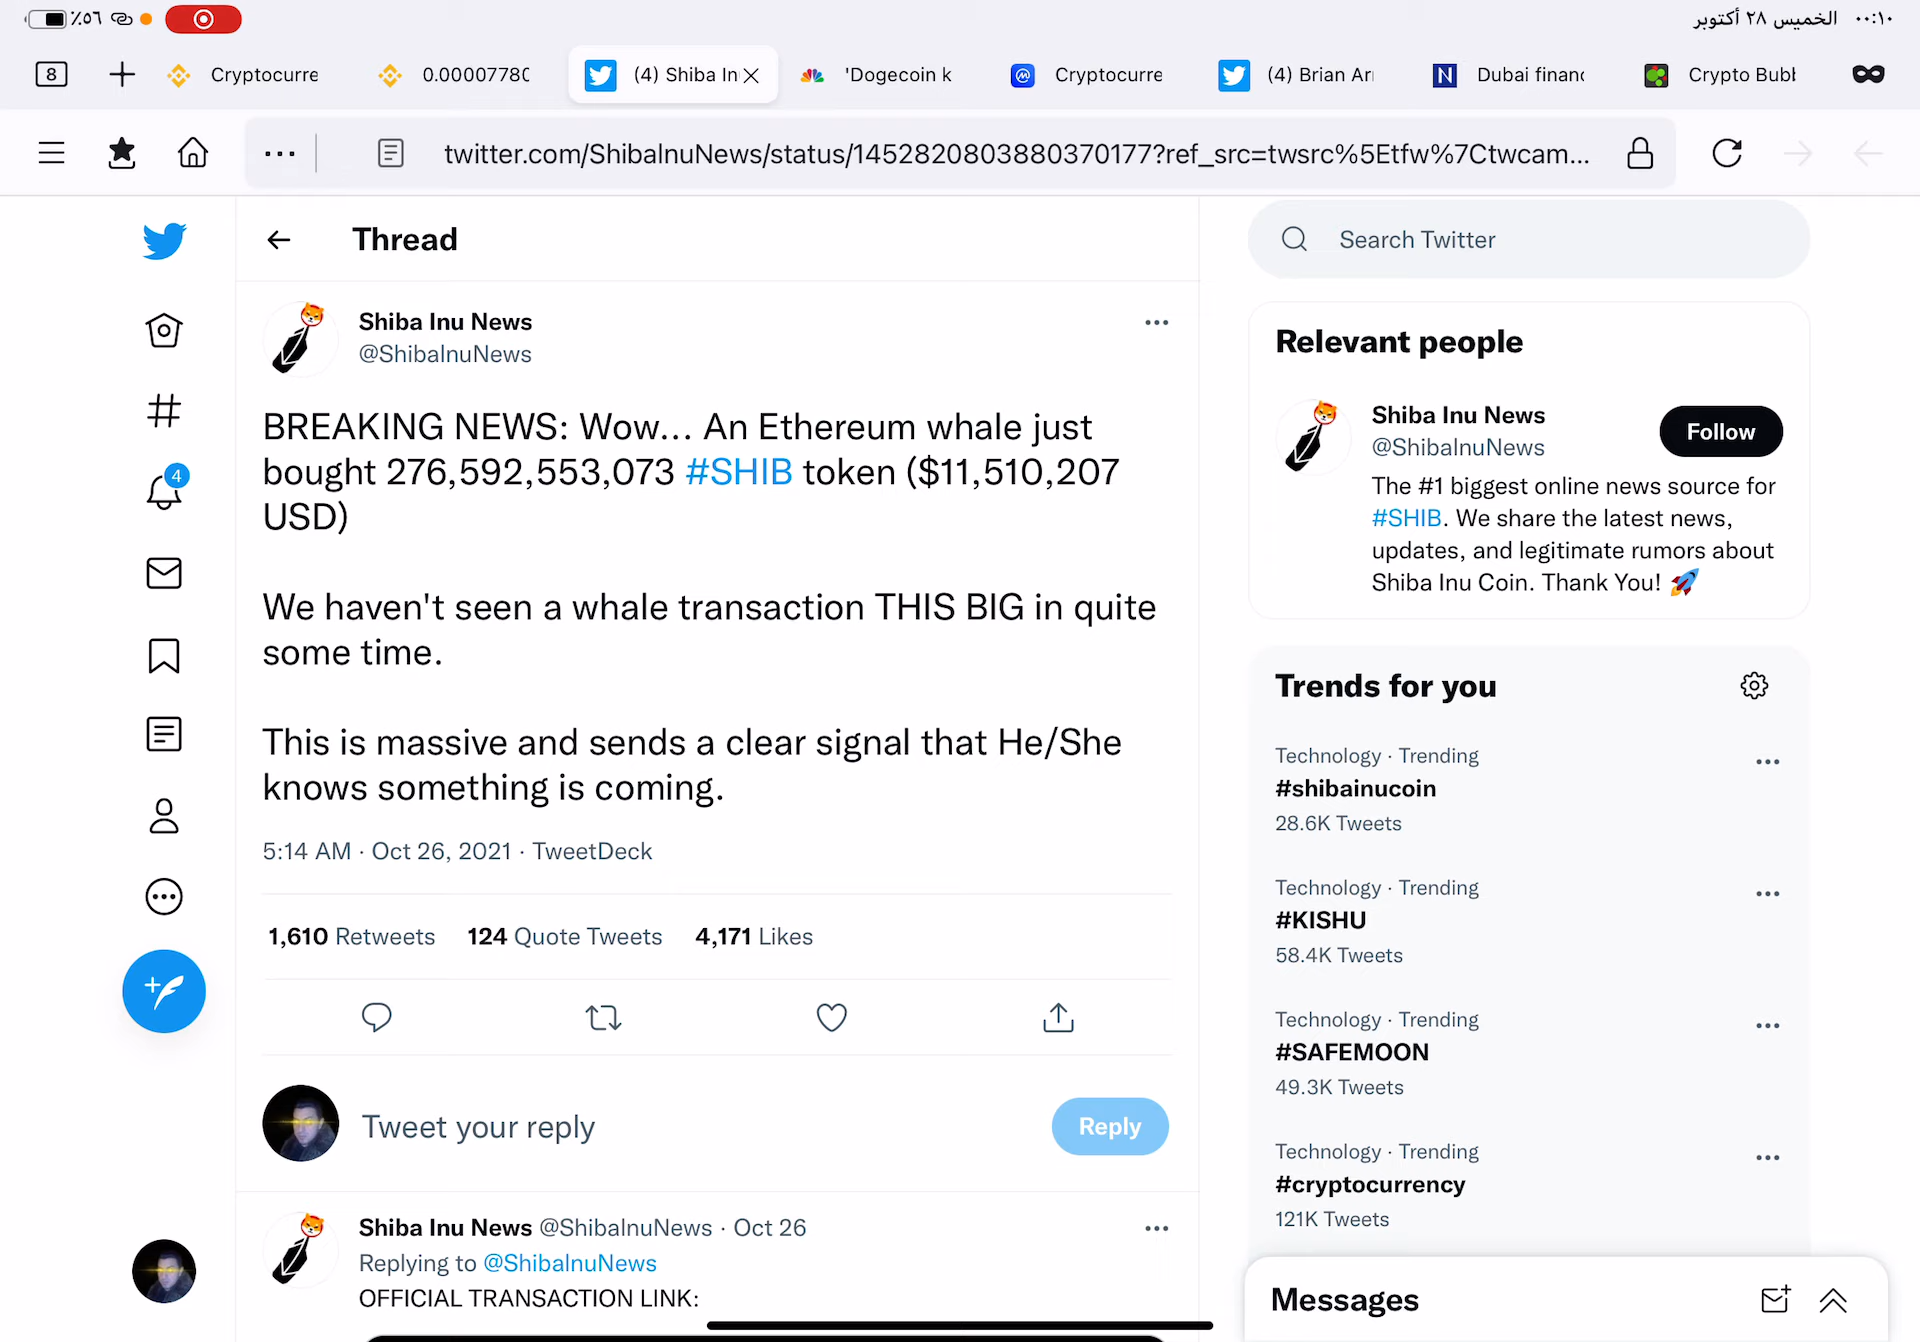 ٪٥٦
٠٠:١٠ الخميس ٢٨ أكتوبر
8
Cryptocurre
0.00007780
(4) Shiba In
'Dogecoin k
Cryptocurre
(4) Brian Ar
Dubai financ
Crypto Bubb
twitter.com/ShibaInuNews/status/1452820803880370177?ref_src=twsrc%5Etfw%7Ctwcam...
Thread
Shiba Inu News
@ShibaInuNews
BREAKING NEWS: Wow... An Ethereum whale just
bought 276,592,553,073 #SHIB token ($11,510,207
USD)
We haven't seen a whale transaction THIS BIG in quite
some time.
This is massive and sends a clear signal that He/She
knows something is coming.
5:14 AM · Oct 26, 2021 · TweetDeck
1,610 Retweets 124 Quote Tweets 4,171 Likes
Tweet your reply
Reply
Shiba Inu News @ShibaInuNews · Oct 26
Replying to @ShibaInuNews
OFFICIAL TRANSACTION LINK:
4
Search Twitter
Relevant people
Shiba Inu News
@ShibaInuNews
Follow
The #1 biggest online news source for
#SHIB. We share the latest news,
updates, and legitimate rumors about
Shiba Inu Coin. Thank You! 🚀
Trends for you
Technology · Trending
#shibainucoin
28.6K Tweets
Technology · Trending
#KISHU
58.4K Tweets
Technology · Trending
#SAFEMOON
49.3K Tweets
Technology · Trending
#cryptocurrency
121K Tweets
Messages